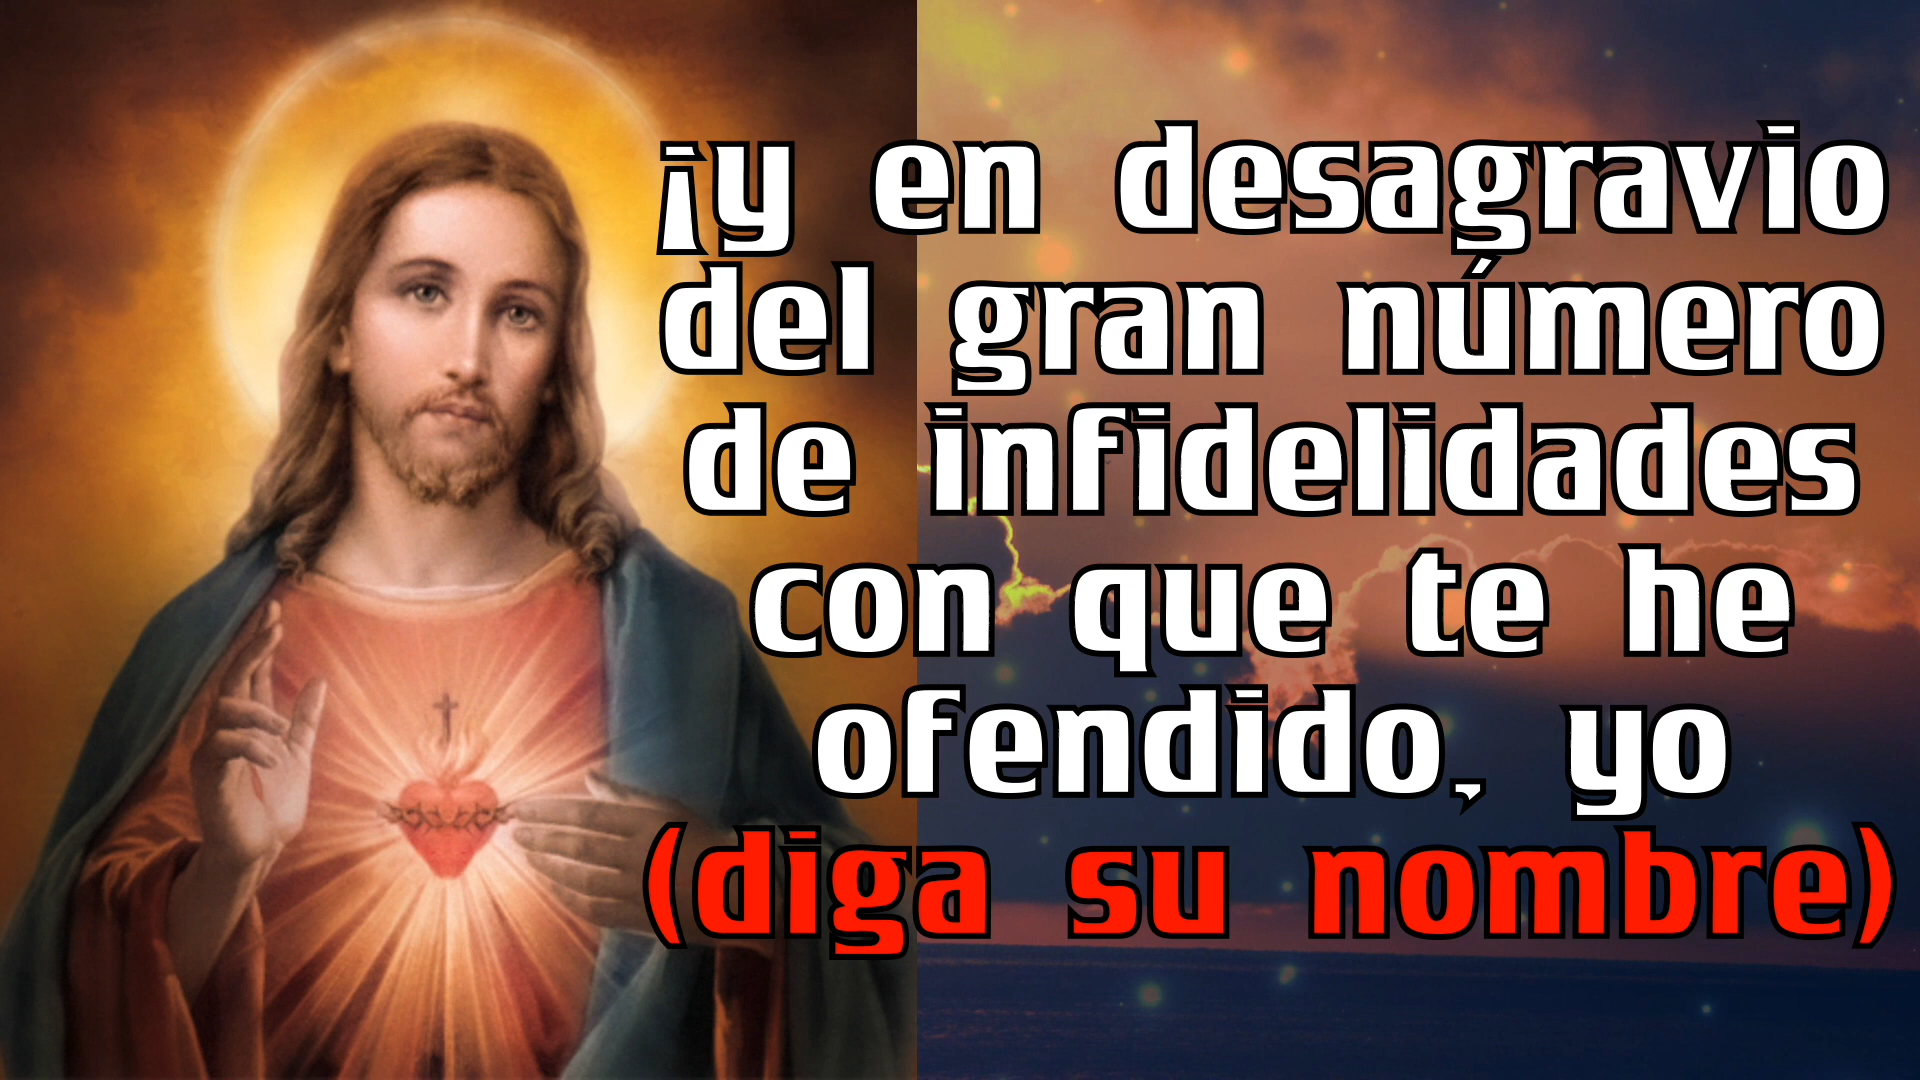 ¡y en desagravio
del gran número
de infidelidades
con que te he
ofendido, yo
(diga su nombre)